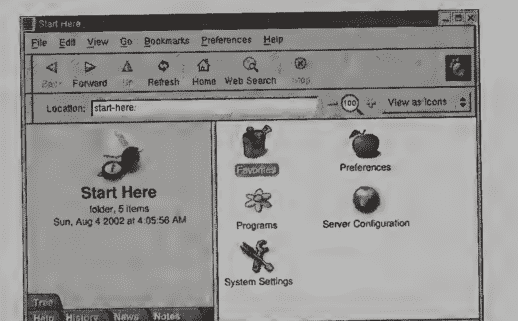 Start Here
File Edit View Go Bookmarks Preferences Help
Back Forward Up Refresh Home Web Search Stop
Location: start-here: 100 View as Icons
Favorites
Preferences
Start Here
folder, 5 items
Sun, Aug 4 2002 at 4:05:56 AM
Programs
Server Configuration
System Settings
Tree
Help History News Notes